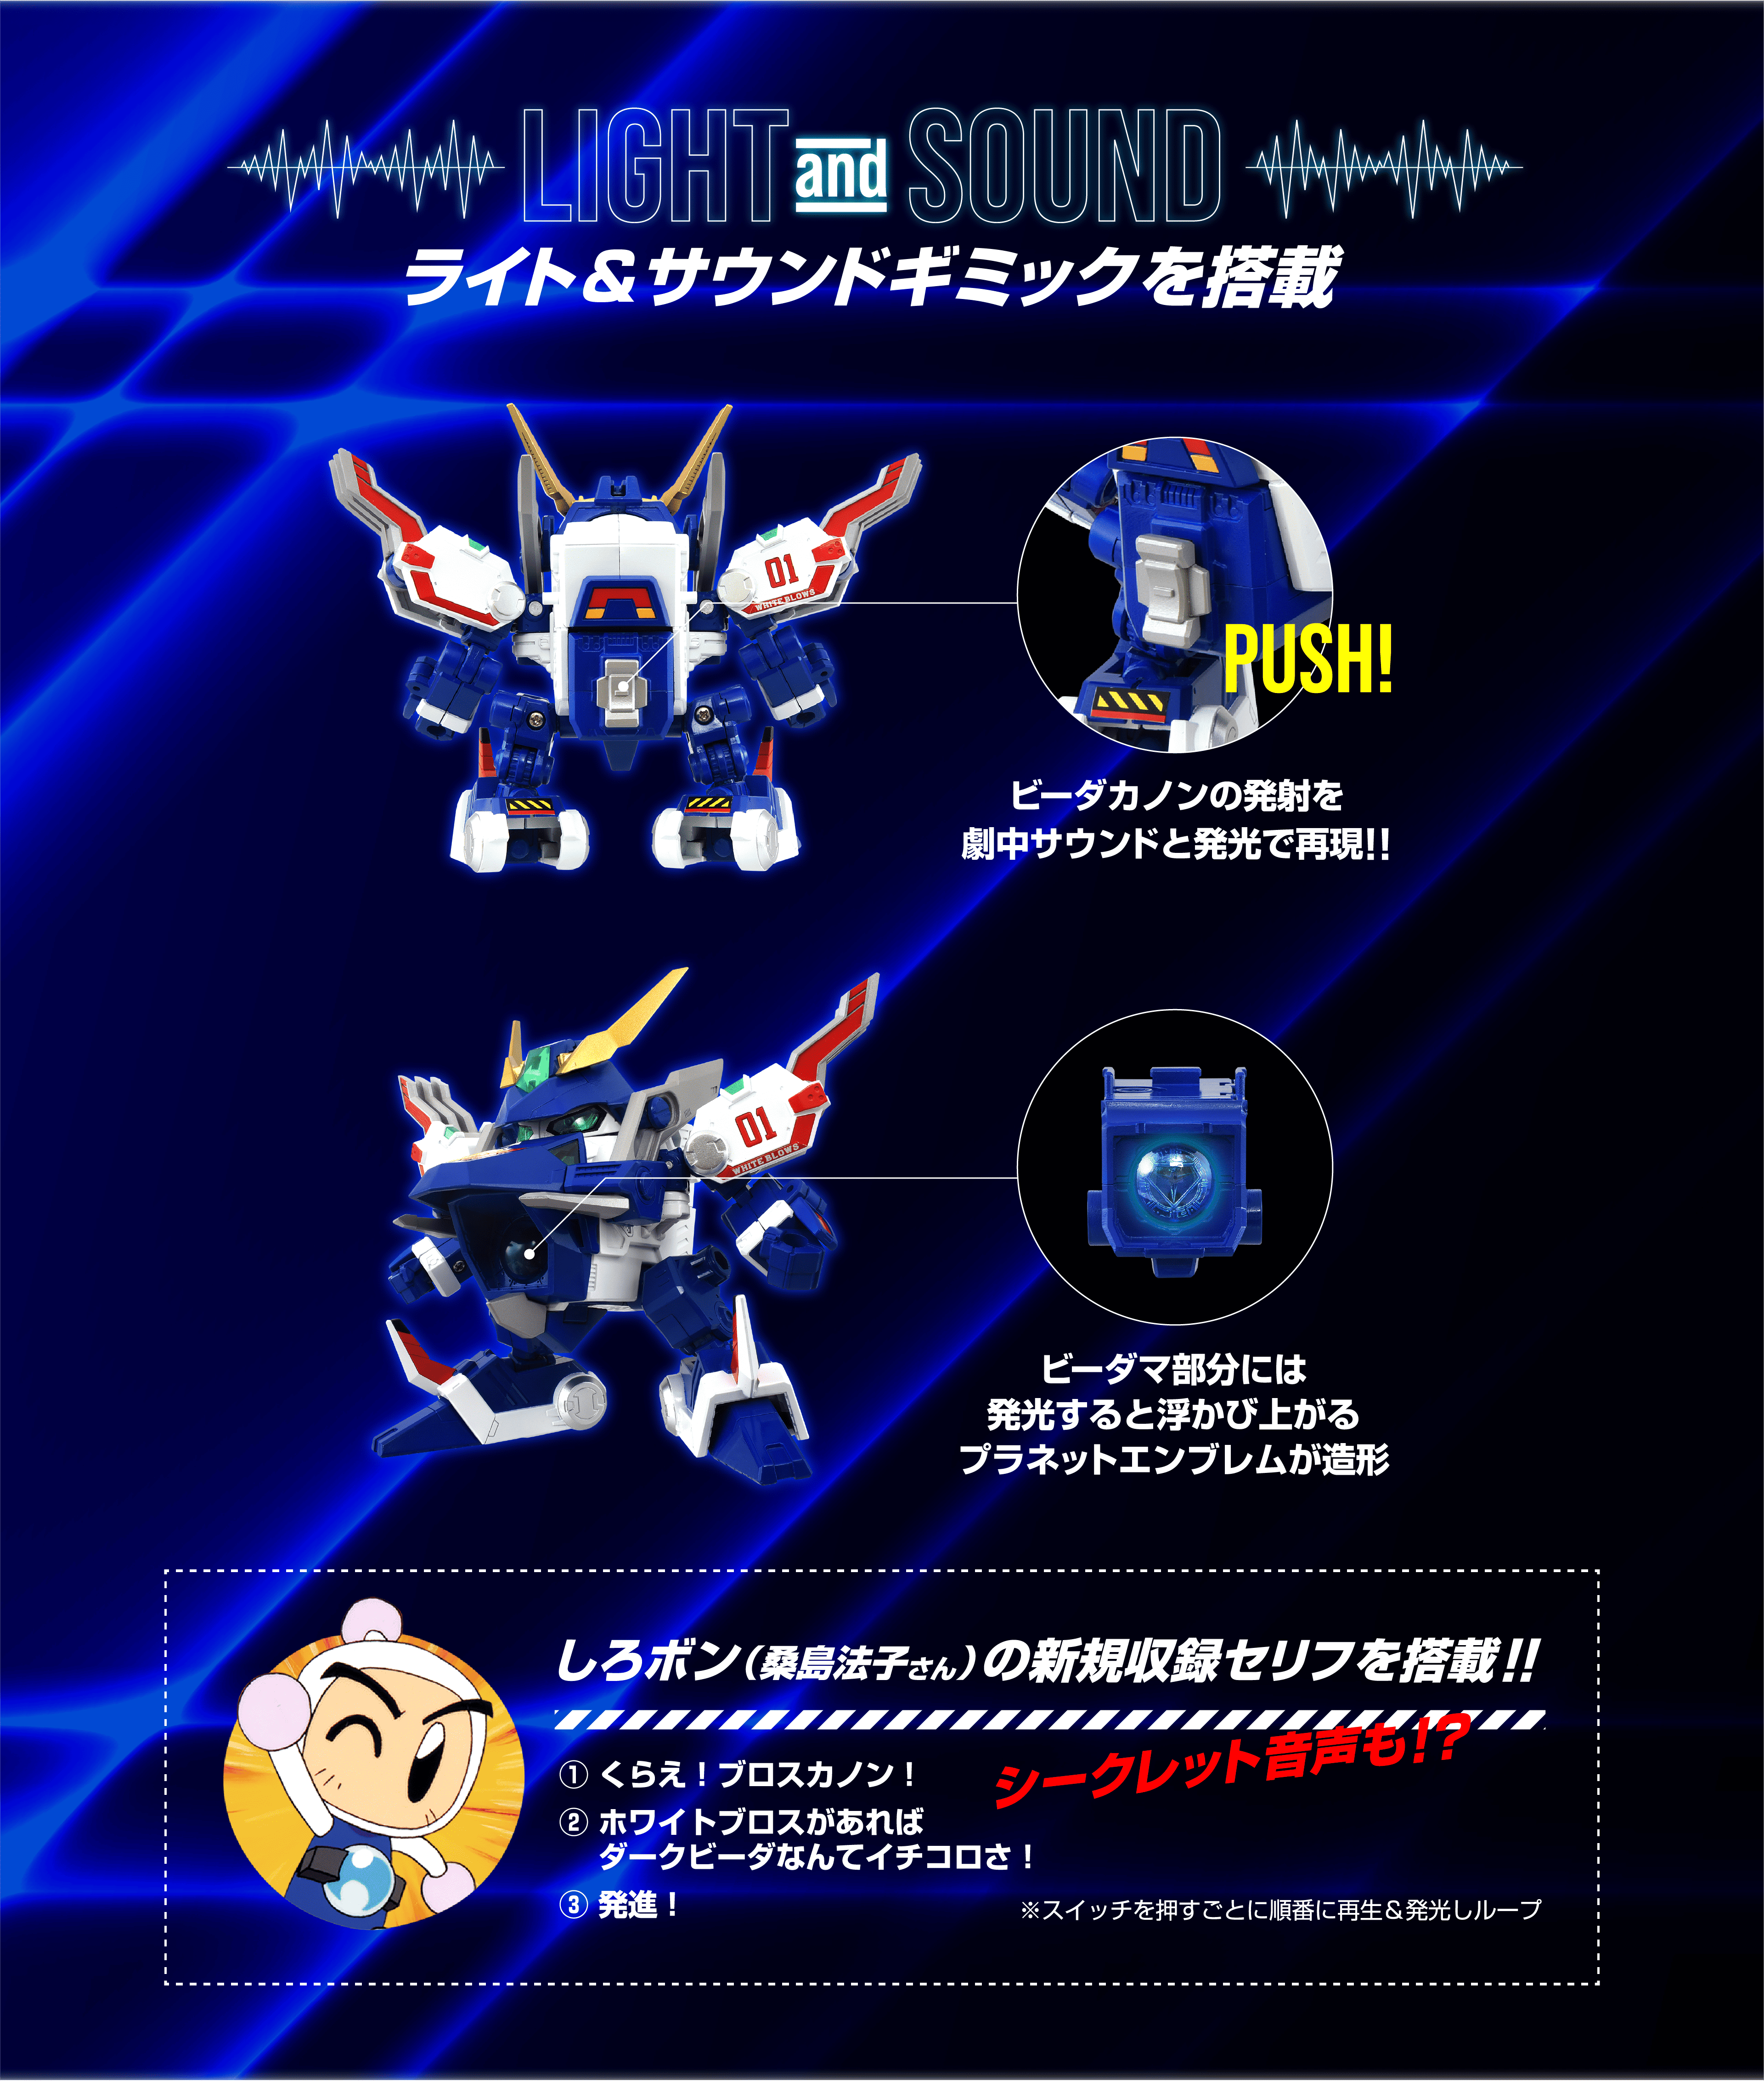 LIGHT and SOUND
ライト＆サウンドギミックを搭載
01
WHITE BLOWS
PUSH!
ビーダカノンの発射を
劇中サウンドと発光で再現!!
01
WHITE BLOWS
ビーダマ部分には
発光すると浮かび上がる
プラネットエンブレムが造形
しろボン（桑島法子さん）の新規収録セリフを搭載!!
シークレット音声も!?
① くらえ！ブロスカノン！
② ホワイトブロスがあれば
ダークビーダなんてイチコロさ！
③ 発進！
※スイッチを押すごとに順番に再生＆発光しループ